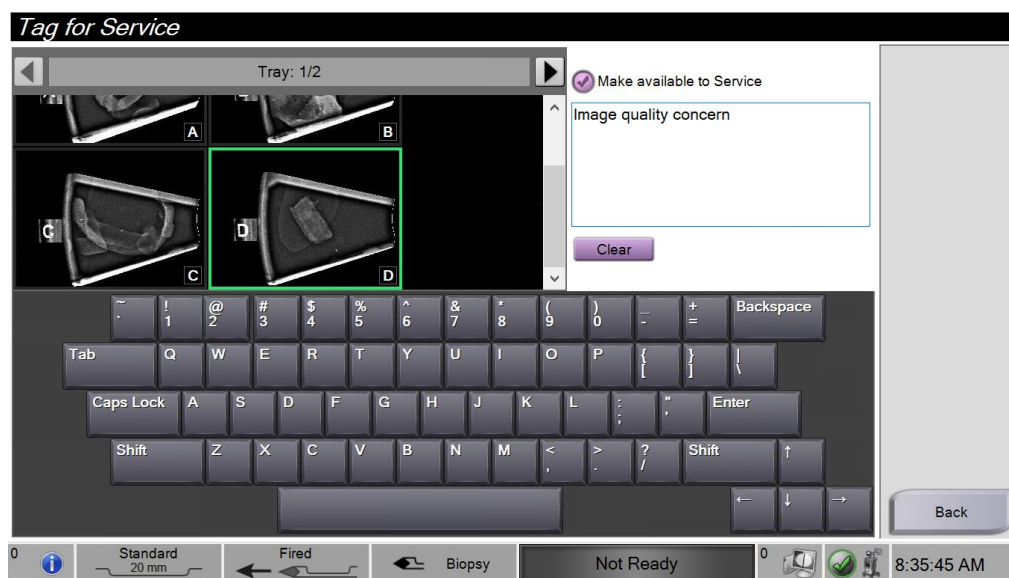 Tag for Service
Tray: 1/2
Make available to Service
A
B
Image quality concern
C
D
C
D
Clear
~ ! @ # $ % ^ & * ( ) _ + Backspace
` 1 2 3 4 5 6 7 8 9 0 - =
Tab Q W E R T Y U I O P { } |
[ ] \
Caps Lock A S D F G H J K L : " Enter
; '
Shift Z X C V B N M < > ? Shift ↑
, . /
← ↓ →
Back
0
Standard
20 mm
Fired
Biopsy
Not Ready
0
8:35:45 AM